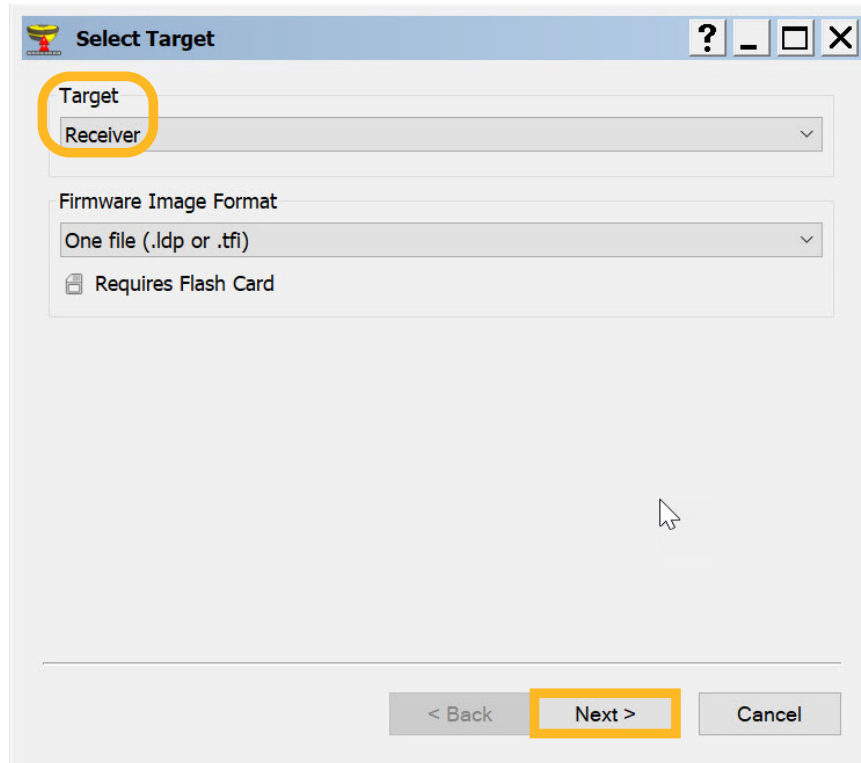 Select Target
Target
Receiver
Firmware Image Format
One file (.ldp or .tfi)
Requires Flash Card
< Back Next > Cancel